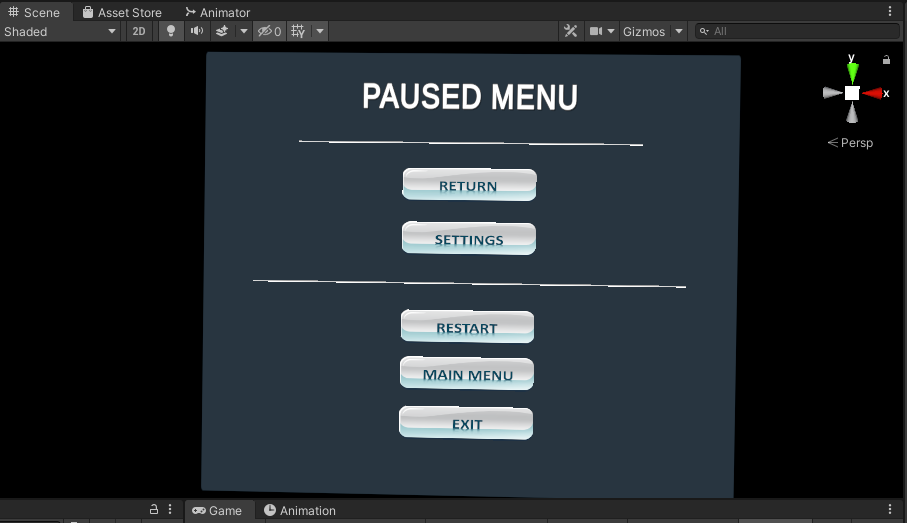 Scene Asset Store Animator
Shaded 2D 0 Gizmos All
PAUSED MENU
y
x
Persp
RETURN
SETTINGS
RESTART
MAIN MENU
EXIT
Game Animation